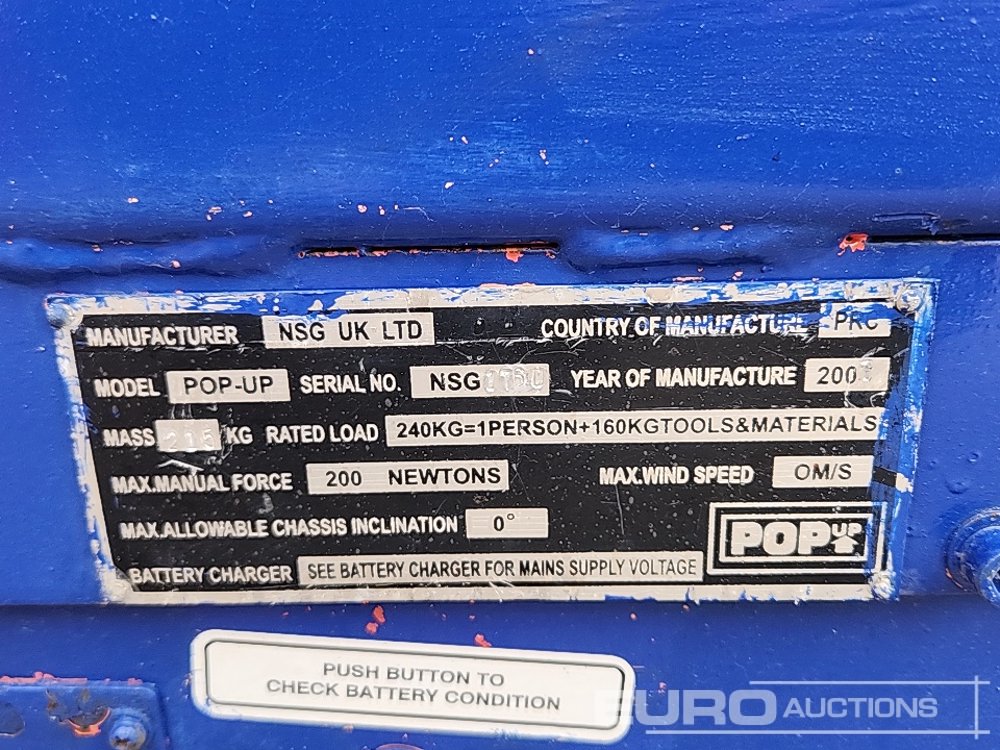 MANUFACTURER NSG UK LTD COUNTRY OF MANUFACTURE PRC
MODEL POP-UP SERIAL NO. NSG YEAR OF MANUFACTURE 200
MASS 215 KG RATED LOAD 240KG=1PERSON+160KGTOOLS&MATERIALS
MAX.MANUAL FORCE 200 NEWTONS MAX.WIND SPEED OM/S
MAX.ALLOWABLE CHASSIS INCLINATION 0°
POP UP
BATTERY CHARGER SEE BATTERY CHARGER FOR MAINS SUPPLY VOLTAGE
PUSH BUTTON TO
CHECK BATTERY CONDITION
EURO AUCTIONS